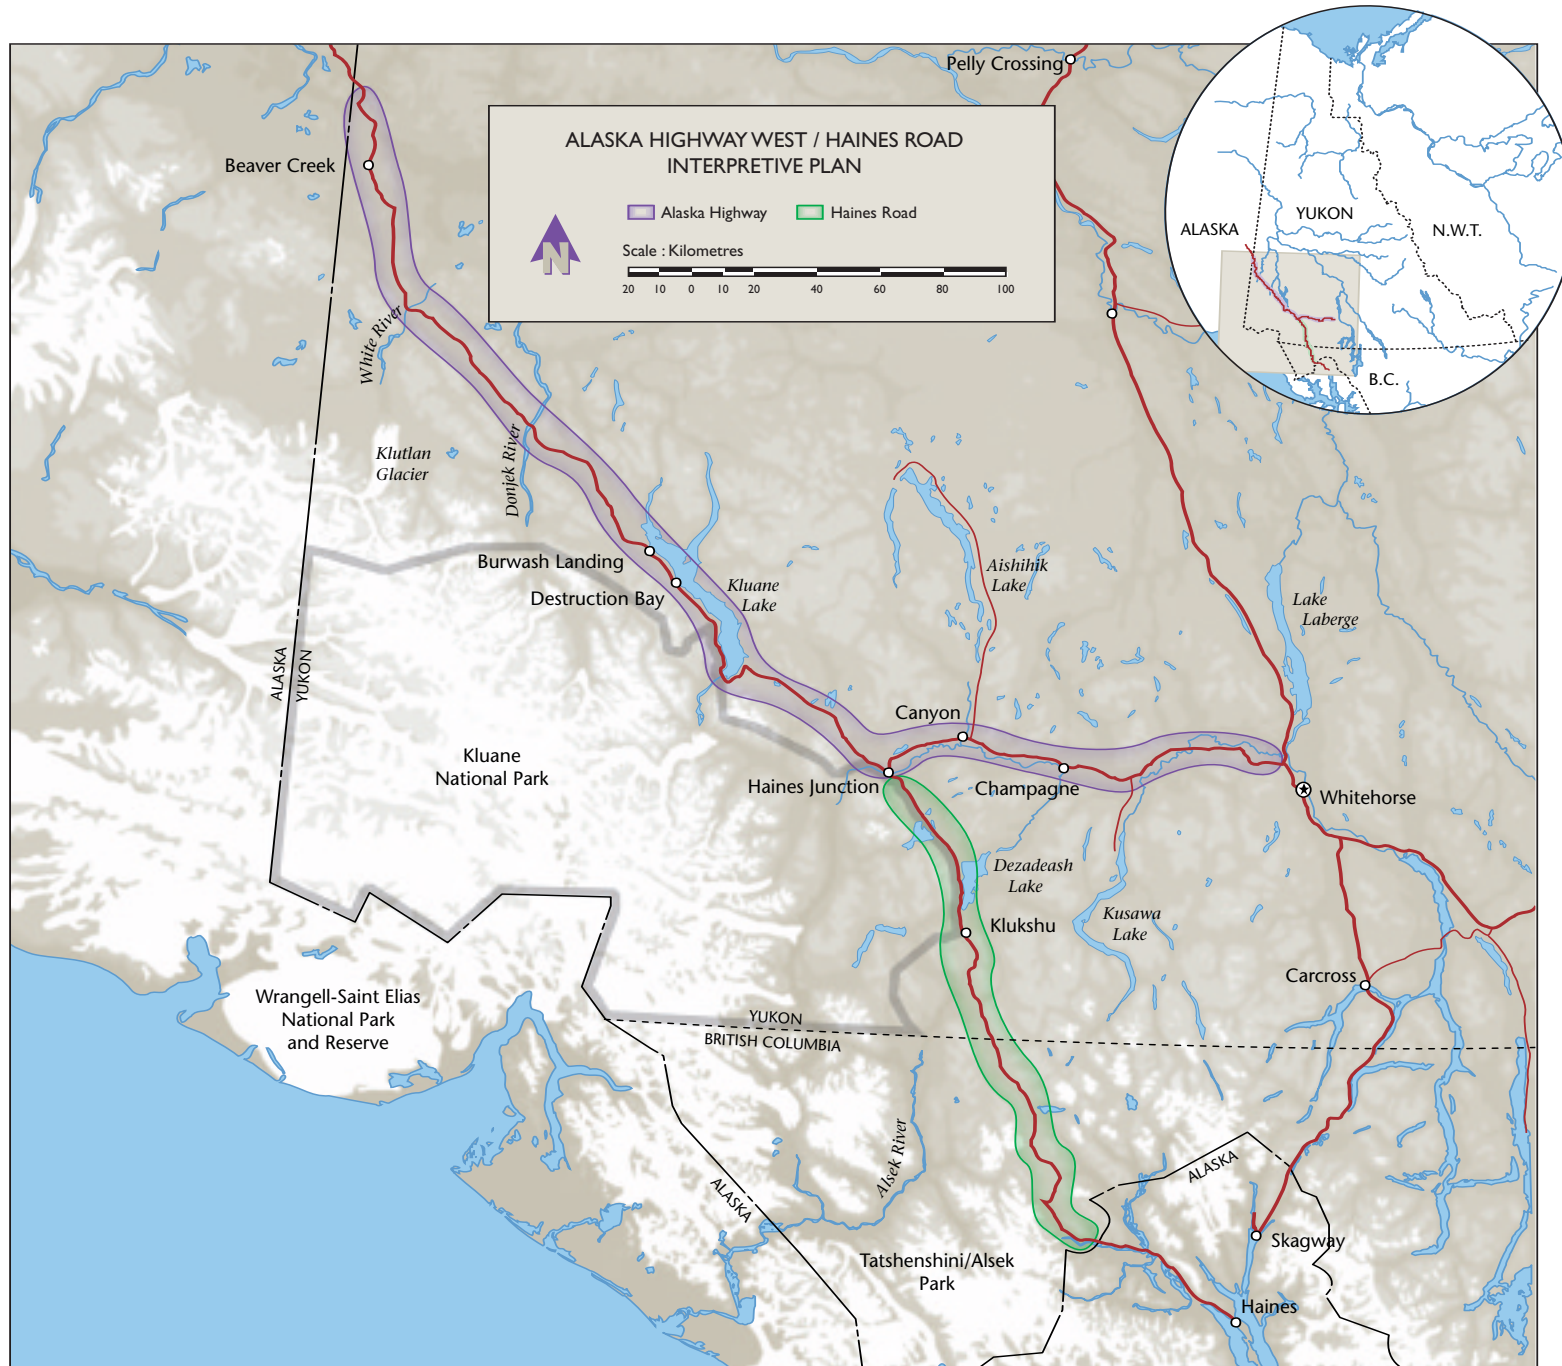 Pelly Crossing
ALASKA HIGHWAY WEST / HAINES ROAD
INTERPRETIVE PLAN
Alaska Highway
Haines Road
N
Scale : Kilometres
20 10 0 10 20 40 60 80 100
Beaver Creek
YUKON
ALASKA
N.W.T.
B.C.
White River
Klutlan
Glacier
Donjek River
Burwash Landing
Destruction Bay
Kluane
Lake
Aishihik
Lake
Lake
Laberge
ALASKA
YUKON
Canyon
Kluane
National Park
Haines Junction
Champagne
Whitehorse
Dezadeash
Lake
Klukshu
Kusawa
Lake
Carcross
Wrangell-Saint Elias
National Park
and Reserve
YUKON
BRITISH COLUMBIA
Alsek River
ALASKA
ALASKA
Skagway
Tatshenshini/Alsek
Park
Haines